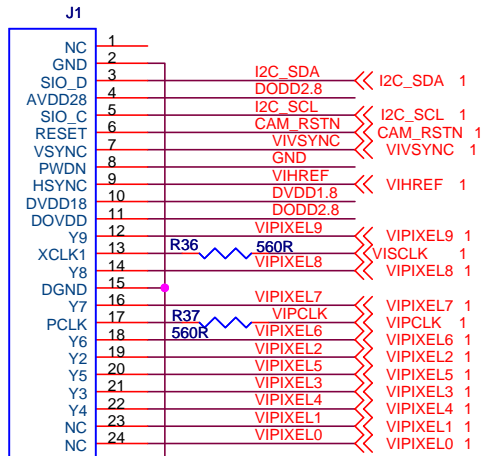 J1
NC 1
GND 2
SIO_D 3 I2C_SDA I2C_SDA 1
AVDD28 4 DODD2.8
SIO_C 5 I2C_SCL I2C_SCL 1
RESET 6 CAM_RSTN CAM_RSTN 1
VSYNC 7 VIVSYNC VIVSYNC 1
PWDN 8 GND
HSYNC 9 VIHREF VIHREF 1
DVDD18 10 DVDD1.8
DOVDD 11 DODD2.8
Y9 12 VIPIXEL9 VIPIXEL9 1
XCLK1 13 R36 560R VISCLK 1
Y8 14 VIPIXEL8 VIPIXEL8 1
DGND 15
Y7 16 VIPIXEL7 VIPIXEL7 1
PCLK 17 R37 VIPCLK VIPCLK 1
Y6 18 560R VIPIXEL6 VIPIXEL6 1
Y2 19 VIPIXEL2 VIPIXEL2 1
Y5 20 VIPIXEL5 VIPIXEL5 1
Y3 21 VIPIXEL3 VIPIXEL3 1
Y4 22 VIPIXEL4 VIPIXEL4 1
NC 23 VIPIXEL1 VIPIXEL1 1
NC 24 VIPIXEL0 VIPIXEL0 1